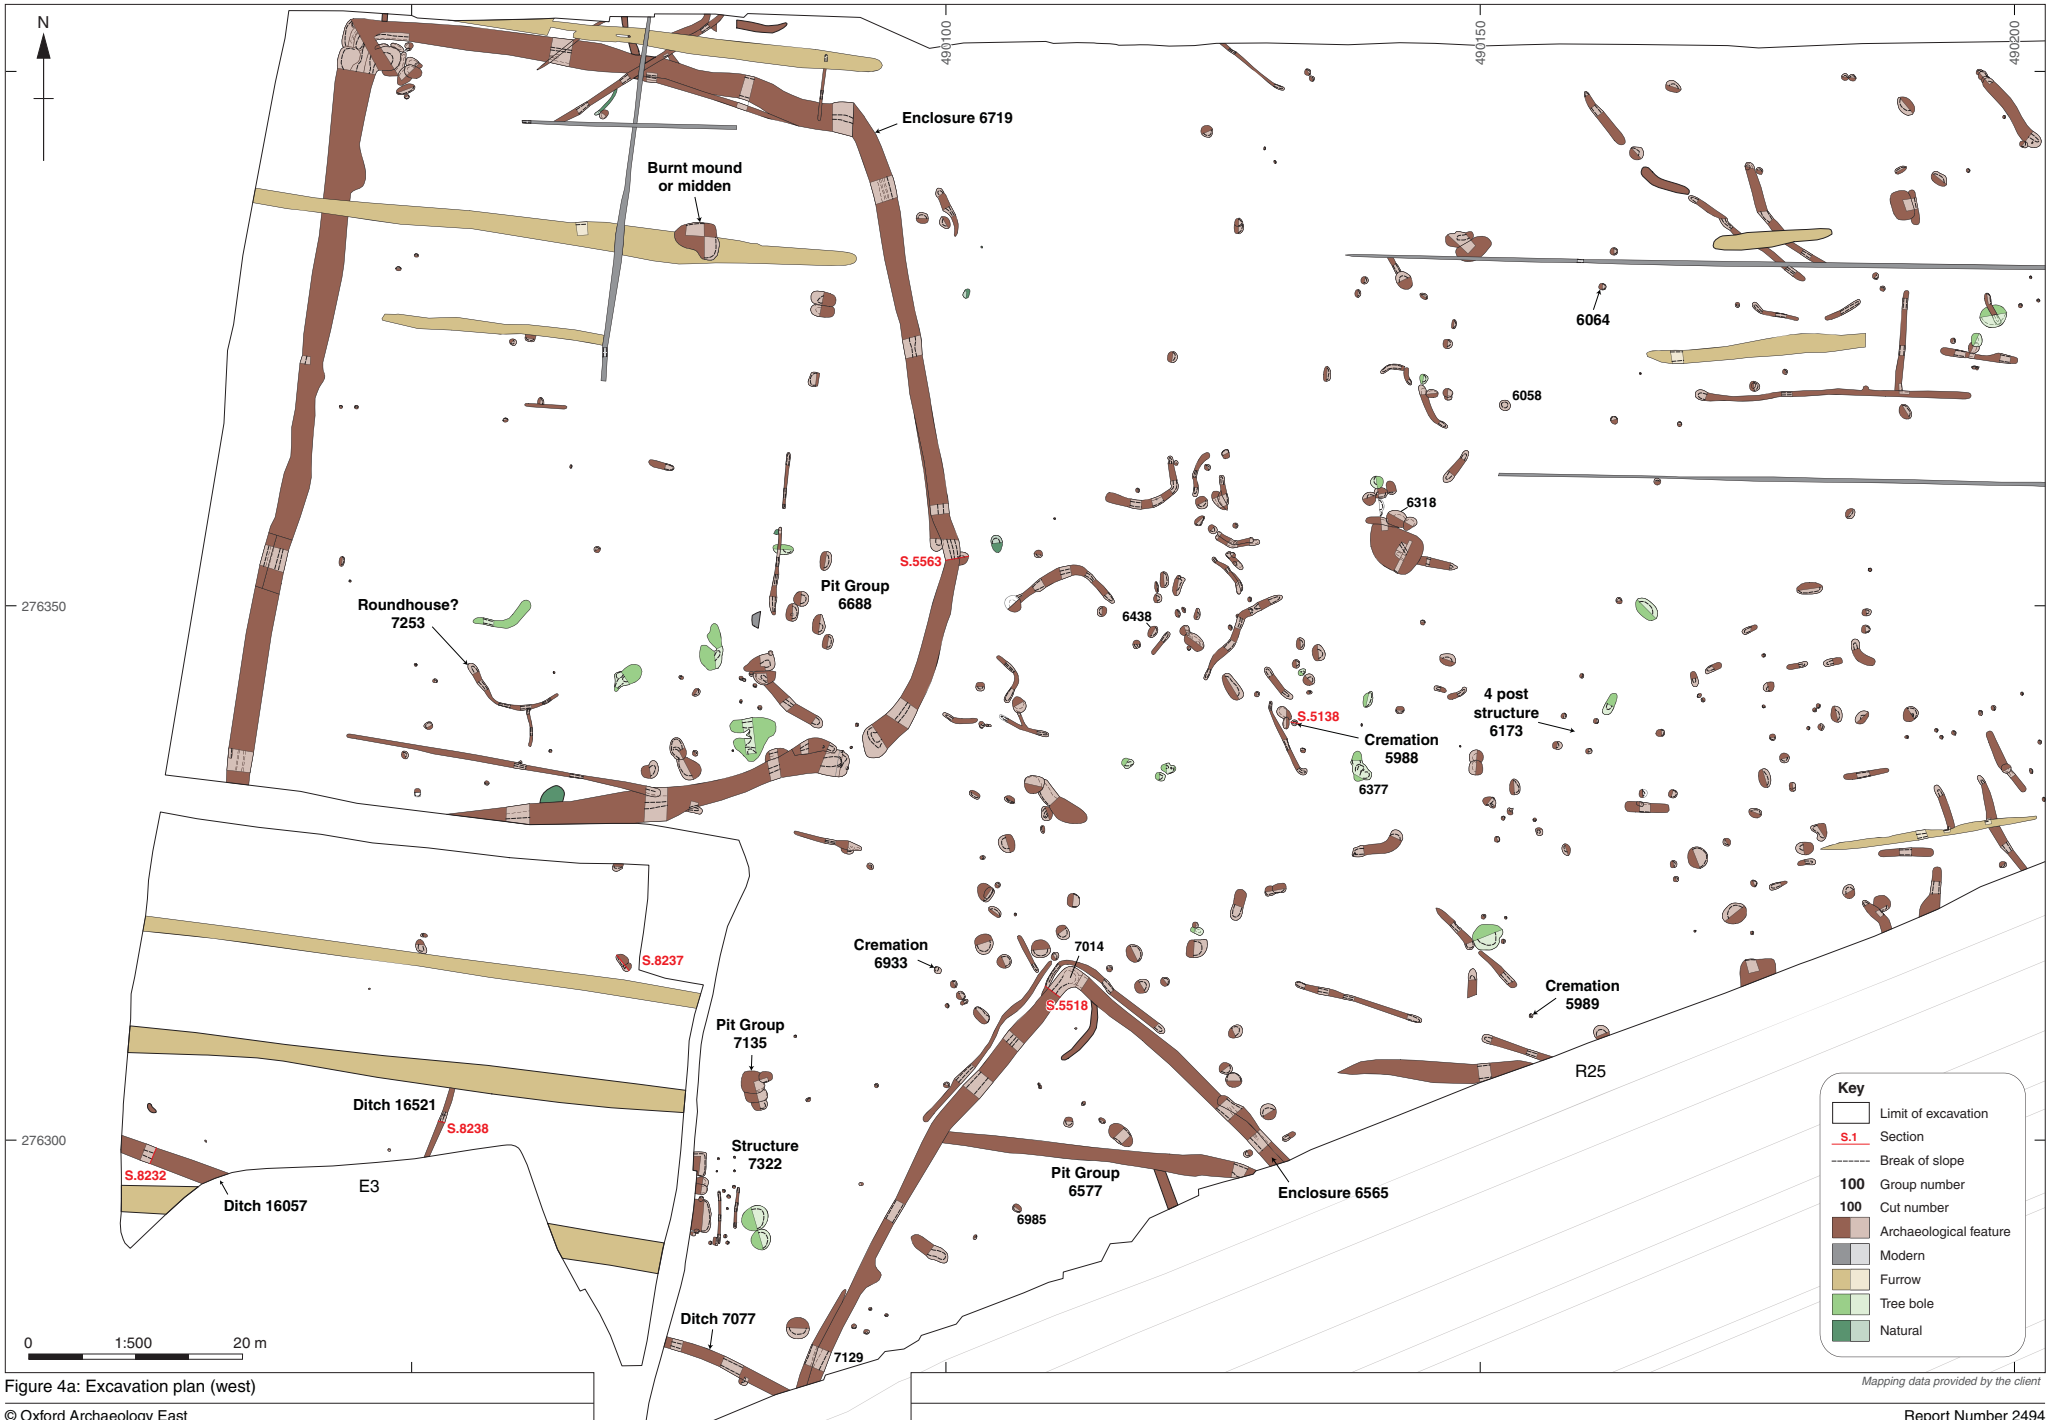 N
490100
490150
490200
Enclosure 6719
Burnt mound
or midden
6064
6058
6318
S.5563
276350
Roundhouse?
7253
Pit Group
6688
6438
4 post
structure
6173
S.5138
Cremation
5988
6377
Cremation
6933
7014
S.8237
S.5518
Cremation
5989
Pit Group
7135
R25
Ditch 16521
S.8238
276300
Structure
7322
S.8232
E3
Ditch 16057
Pit Group
6577
Enclosure 6565
6985
Ditch 7077
7129
0
1:500
20 m
Key
Limit of excavation
S.1 Section
Break of slope
100 Group number
100 Cut number
Archaeological feature
Modern
Furrow
Tree bole
Natural
Figure 4a: Excavation plan (west)
Mapping data provided by the client
© Oxford Archaeology East
Report Number 2494